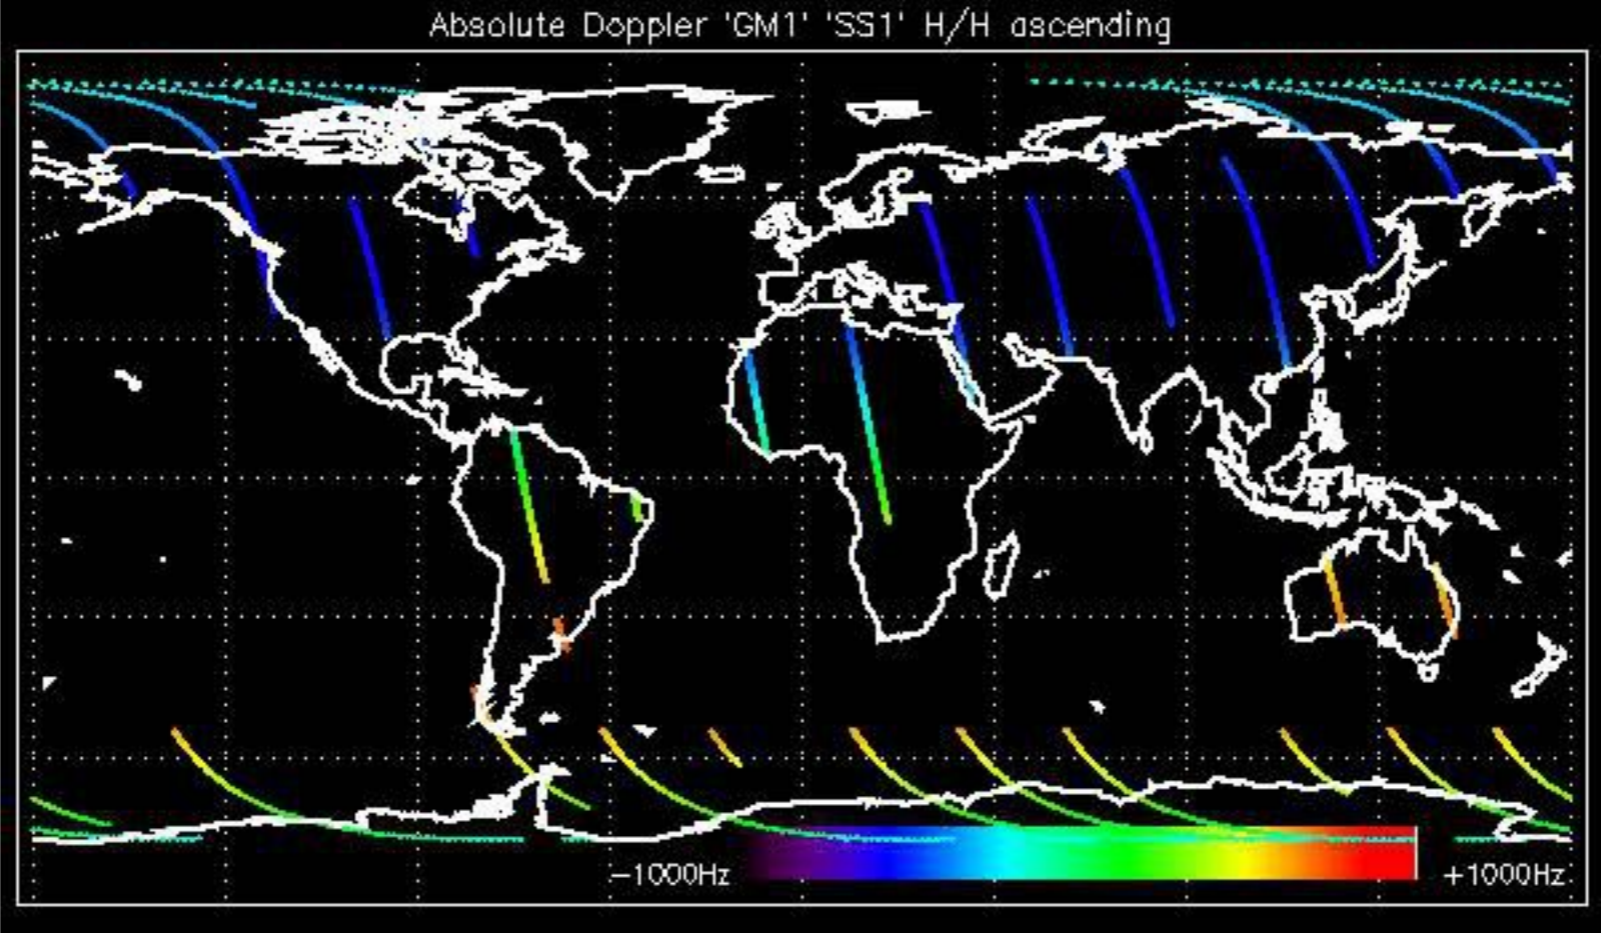 Absolute Doppler 'GM1' 'SS1' H/H ascending
−1000Hz +1000Hz